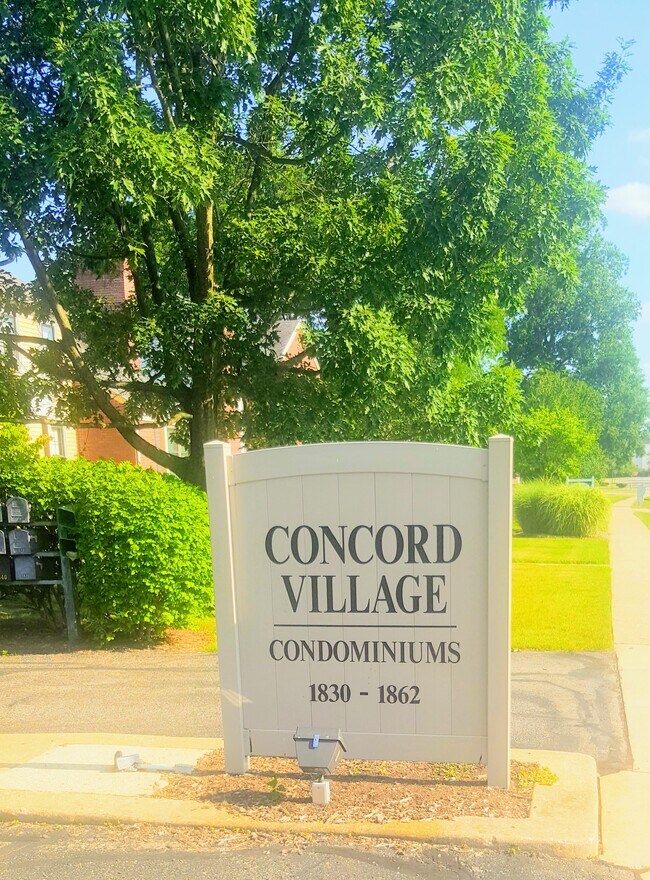 CONCORD
VILLAGE
CONDOMINIUMS
1830 - 1862